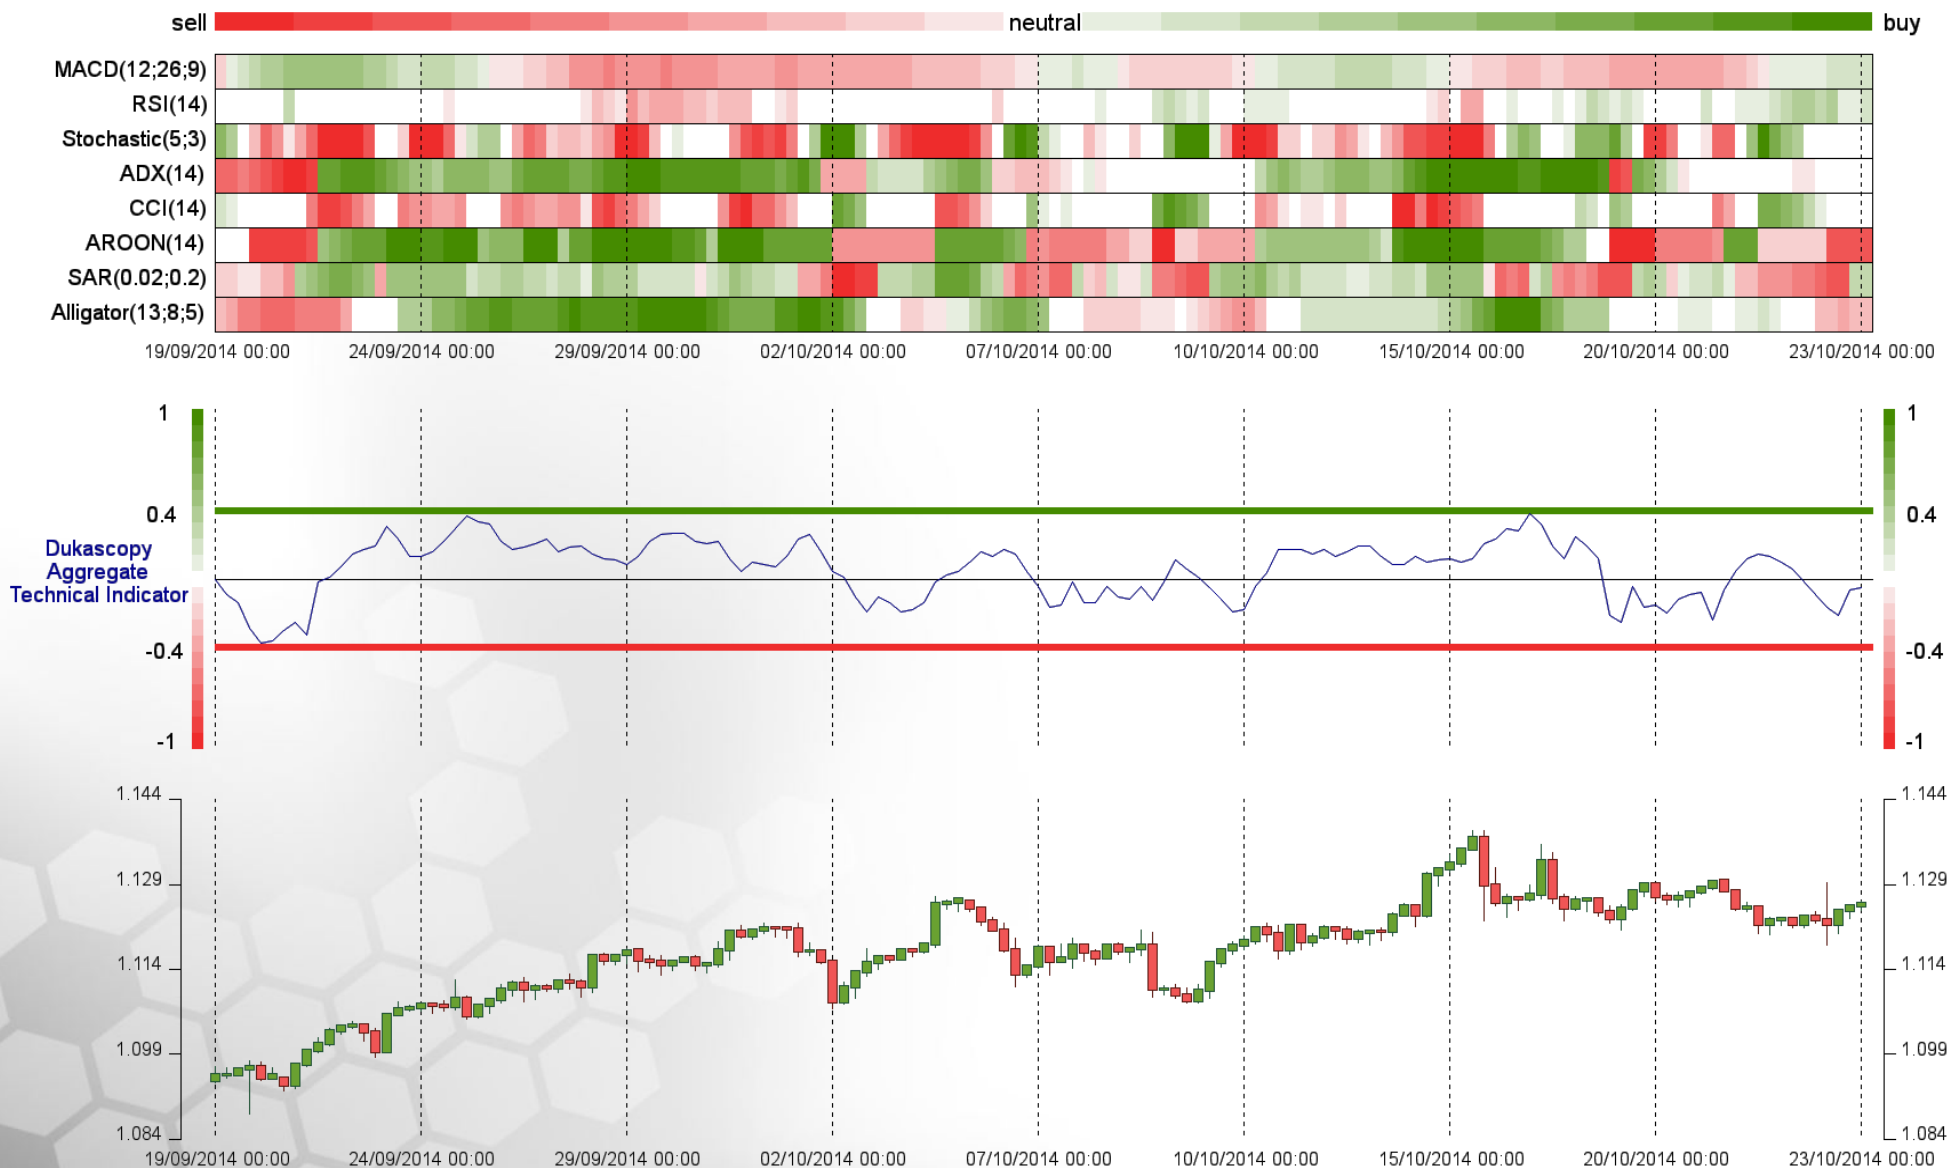 sell neutral buy
MACD(12;26;9)
RSI(14)
Stochastic(5;3)
ADX(14)
CCI(14)
AROON(14)
SAR(0.02;0.2)
Alligator(13;8;5)
19/09/2014 00:00 24/09/2014 00:00 29/09/2014 00:00 02/10/2014 00:00 07/10/2014 00:00 10/10/2014 00:00 15/10/2014 00:00 20/10/2014 00:00 23/10/2014 00:00
1 1
0.4 0.4
Dukascopy
Aggregate
Technical Indicator
-0.4 -0.4
-1 -1
1.144 1.144
1.129 1.129
1.114 1.114
1.099 1.099
1.084 1.084
19/09/2014 00:00 24/09/2014 00:00 29/09/2014 00:00 02/10/2014 00:00 07/10/2014 00:00 10/10/2014 00:00 15/10/2014 00:00 20/10/2014 00:00 23/10/2014 00:00